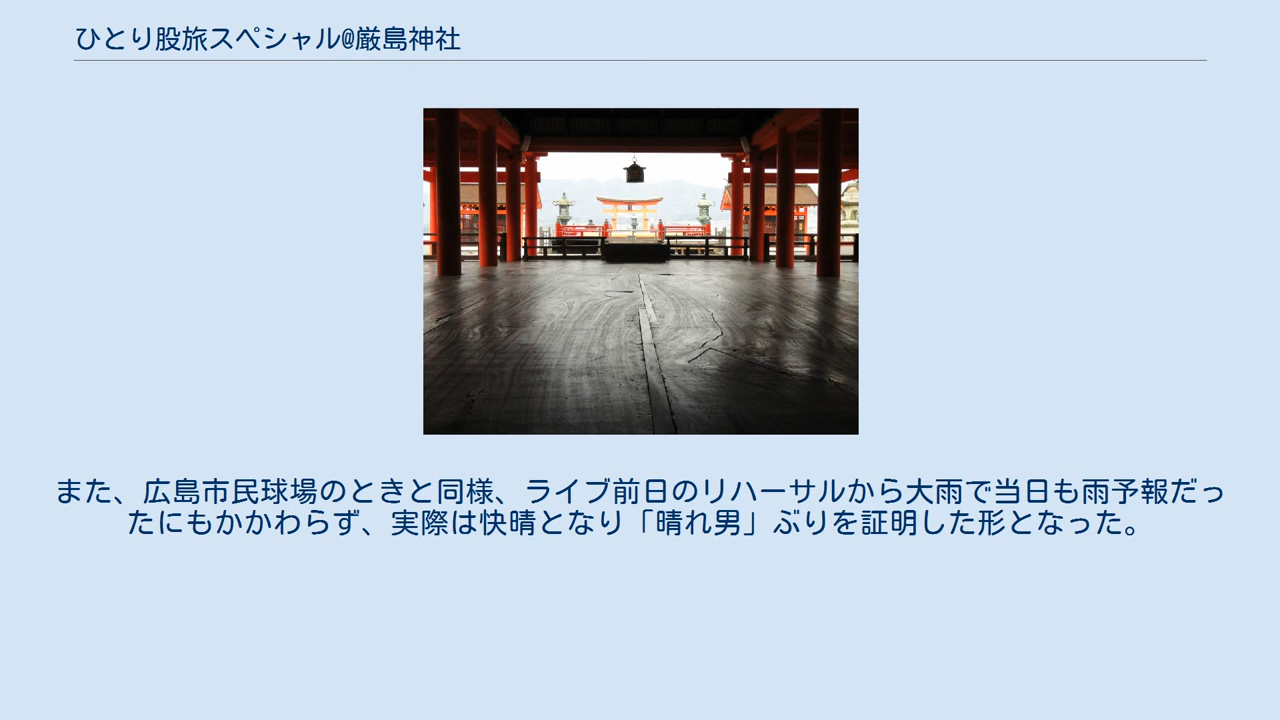 ひとり股旅スペシャル@厳島神社
また、広島市民球場のときと同様、ライブ前日のリハーサルから大雨で当日も雨予報だっ
たにもかかわらず、実際は快晴となり「晴れ男」ぶりを証明した形となった。